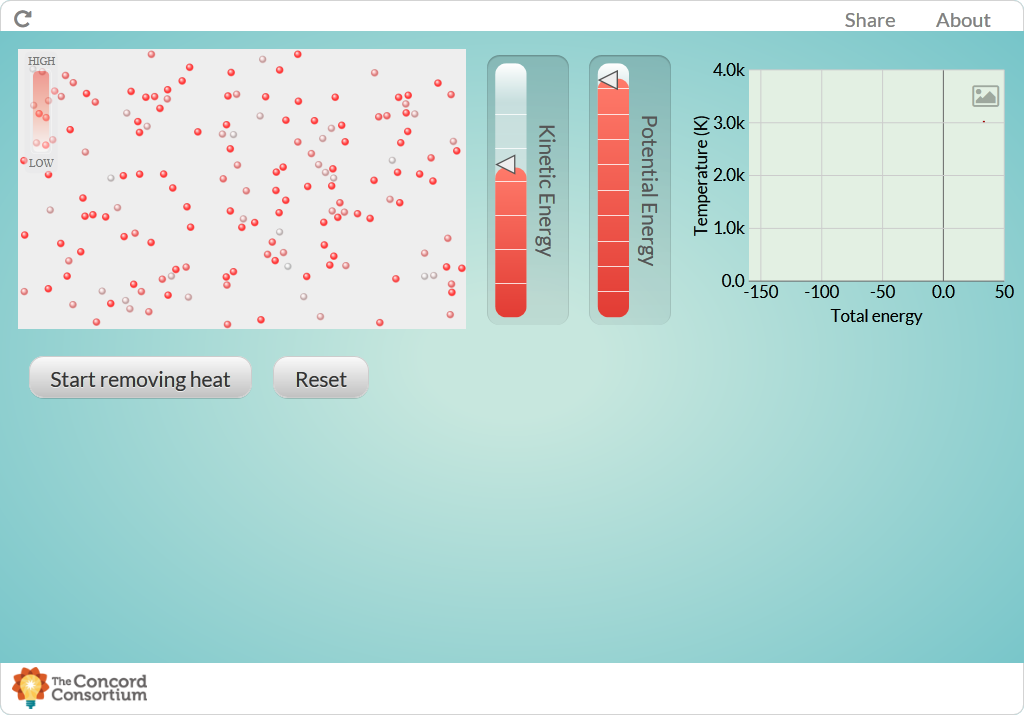 Share
About
HIGH
LOW
Kinetic Energy
Potential Energy
Temperature (K)
4.0k
3.0k
2.0k
1.0k
0.0
-150
-100
-50
0.0
50
Total energy
Start removing heat
Reset
The Concord
Consortium